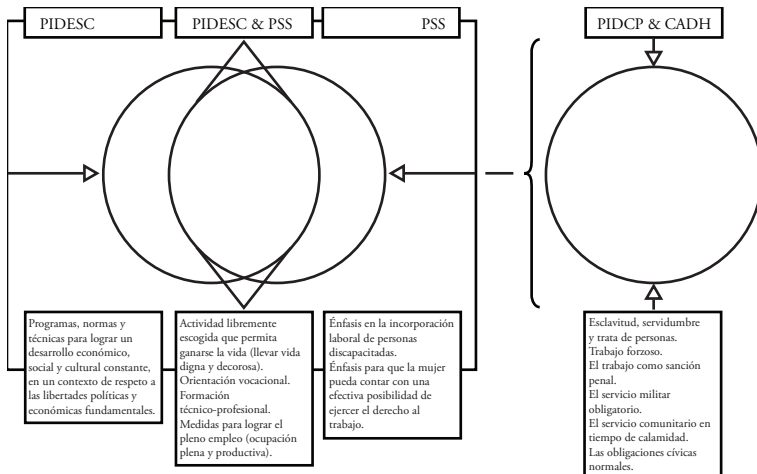 PIDESC
PIDESC & PSS
PSS
PIDCP & CADH
Programas, normas y
técnicas para lograr un
desarrollo económico,
social y cultural constante,
en un contexto de respeto a
las libertades políticas y
económicas fundamentales.
Actividad libremente
escogida que permita
ganarse la vida (llevar vida
digna y decorosa).
Orientación vocacional.
Formación
técnico-profesional.
Medidas para lograr el
pleno empleo (ocupación
plena y productiva).
Énfasis en la incorporación
laboral de personas
discapacitadas.
Énfasis para que la mujer
pueda contar con una
efectiva posibilidad de
ejercer el derecho al
trabajo.
Esclavitud, servidumbre
y trata de personas.
Trabajo forzoso.
El trabajo como sanción
penal.
El servicio militar
obligatorio.
El servicio comunitario en
tiempo de calamidad.
Las obligaciones cívicas
normales.